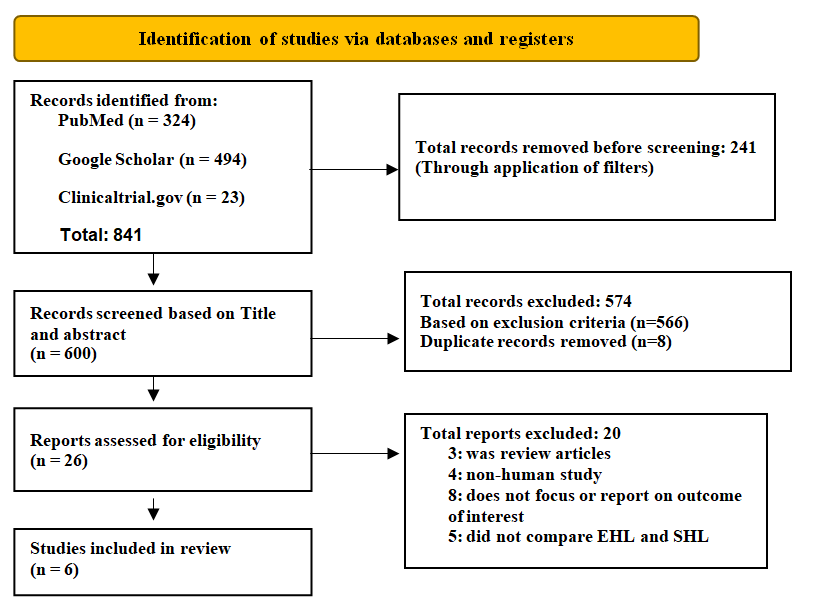 Identification of studies via databases and registers
Records identified from:
PubMed (n = 324)
Google Scholar (n = 494)
Clinicaltrial.gov (n = 23)
Total: 841
Total records removed before screening: 241
(Through application of filters)
Records screened based on Title
and abstract
(n = 600)
Total records excluded: 574
Based on exclusion criteria (n=566)
Duplicate records removed (n=8)
Reports assessed for eligibility
(n = 26)
Total reports excluded: 20
3: was review articles
4: non-human study
8: does not focus or report on outcome
of interest
5: did not compare EHL and SHL
Studies included in review
(n = 6)